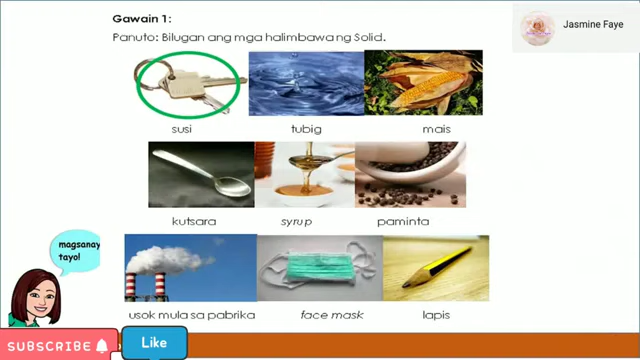 Gawain 1:
Jasmine Faye
Panuto: Bilugan ang mga halimbawa ng Solid.
susi
tubig
mais
kutsara
syrup
paminta
magsanay
tayo!
usok mula sa pabrika
face mask
lapis
SUBSCRIBE
Like